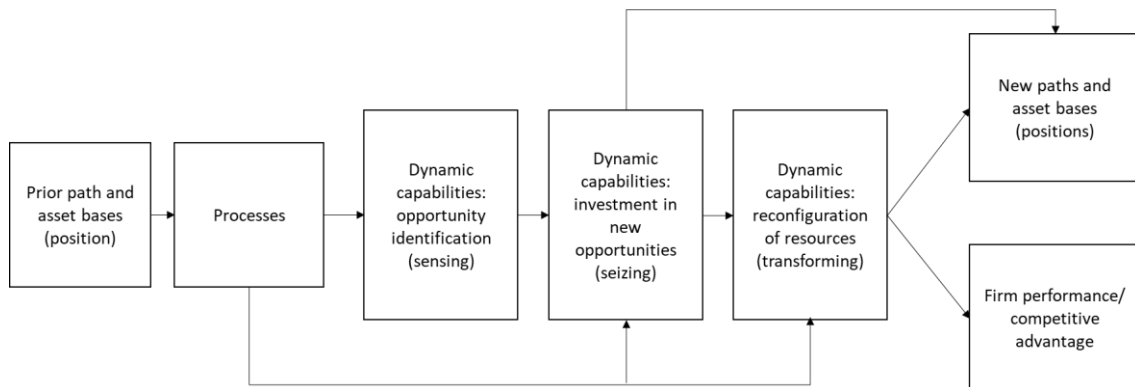 Prior path and
asset bases
(position)
Processes
Dynamic
capabilities:
opportunity
identification
(sensing)
Dynamic
capabilities:
investment in
new
opportunities
(seizing)
Dynamic
capabilities:
reconfiguration
of resources
(transforming)
New paths and
asset bases
(positions)
Firm performance/
competitive
advantage